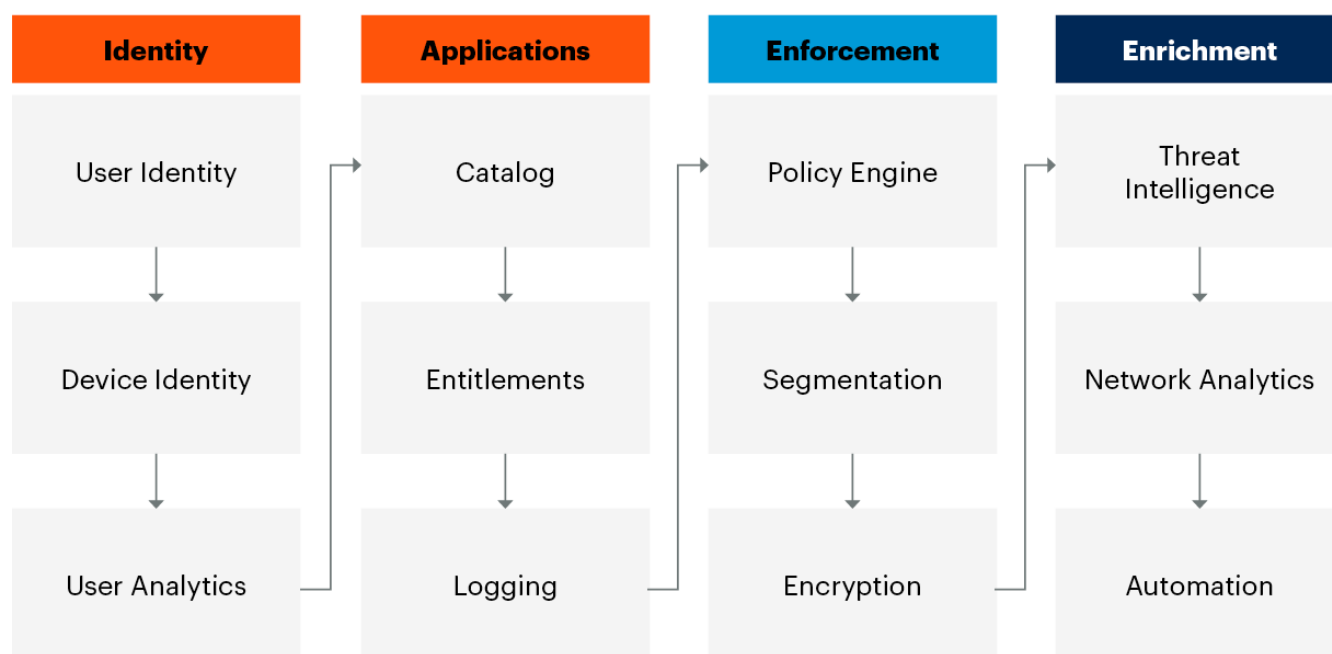 Identity
User Identity
Device Identity
User Analytics
Applications
Catalog
Entitlements
Logging
Enforcement
Policy Engine
Segmentation
Encryption
Enrichment
Threat
Intelligence
Network Analytics
Automation